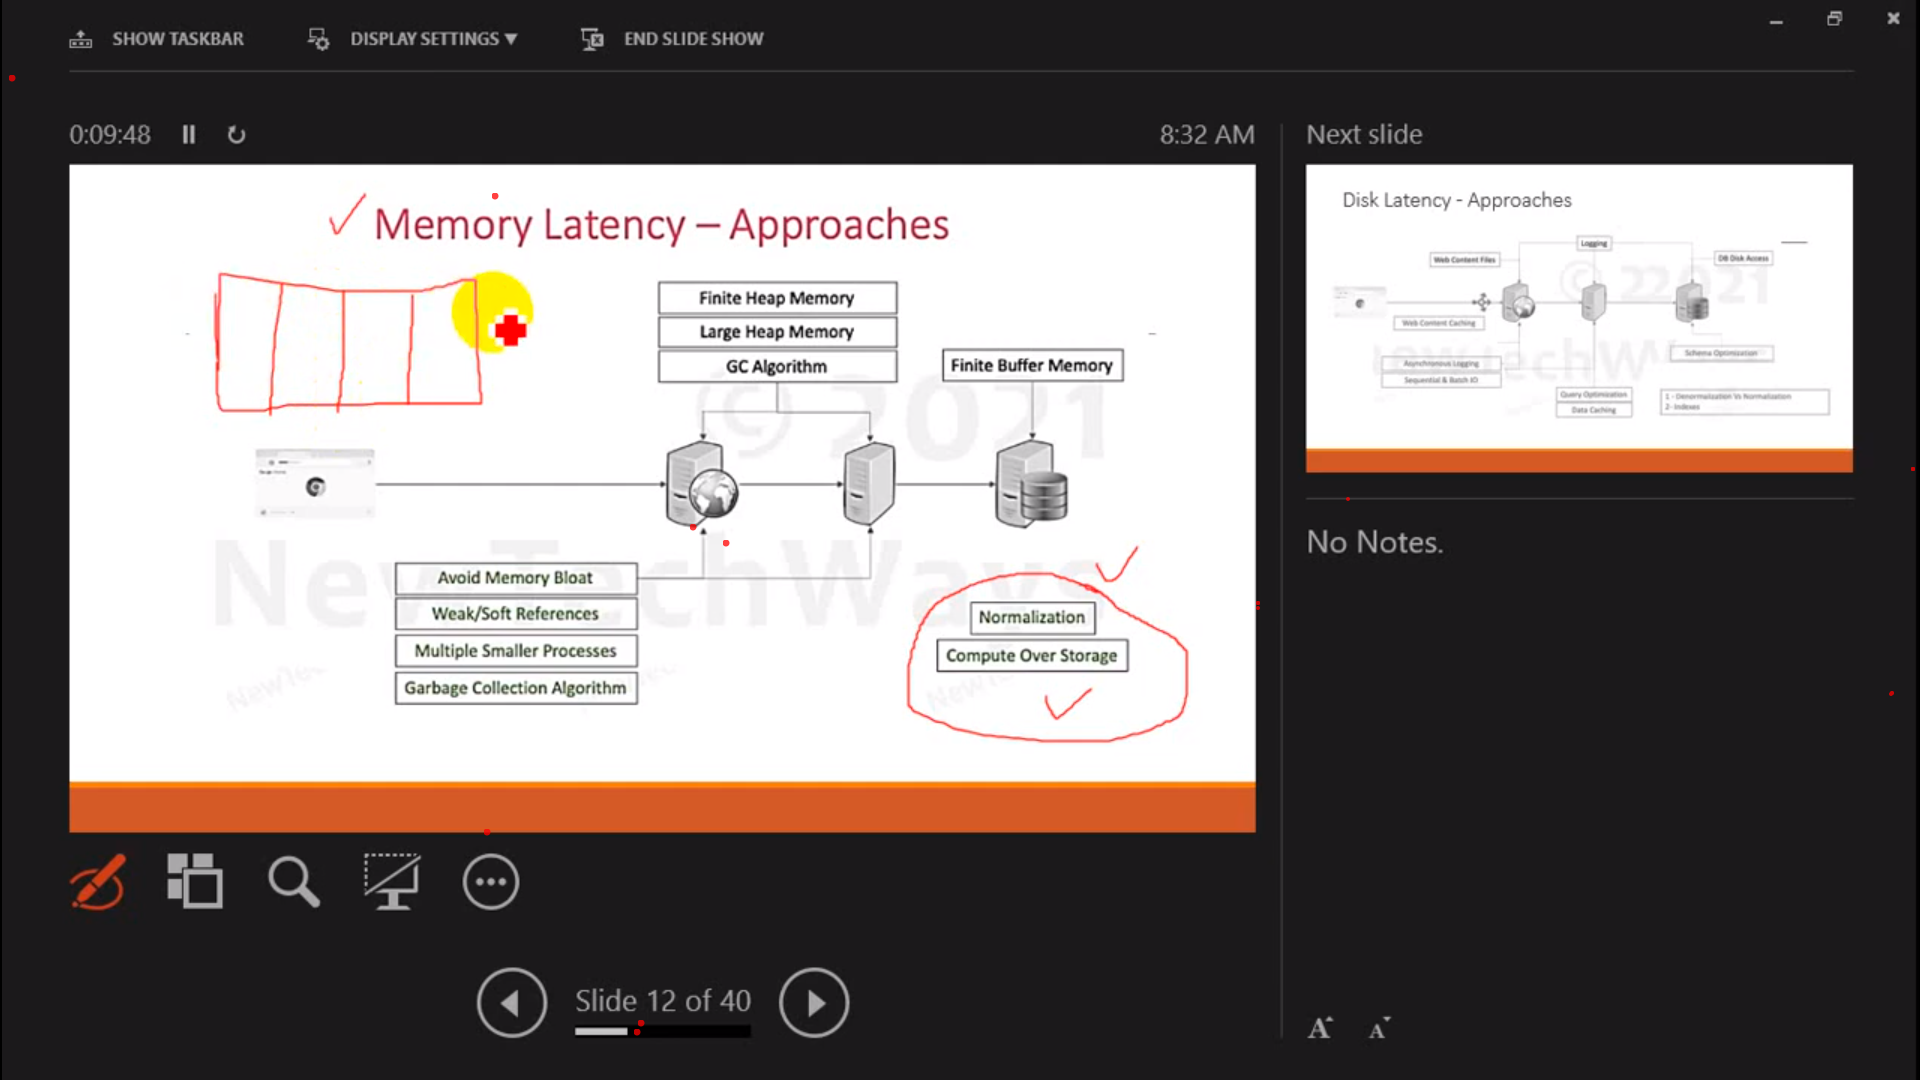 SHOW TASKBAR
DISPLAY SETTINGS ▼
END SLIDE SHOW
0:09:48
8:32 AM
Memory Latency – Approaches
Finite Heap Memory
Large Heap Memory
GC Algorithm
Finite Buffer Memory
© 2021
NewTechWays
Avoid Memory Bloat
Weak/Soft References
Multiple Smaller Processes
Garbage Collection Algorithm
Normalization
Compute Over Storage
Slide 12 of 40
Next slide
Disk Latency - Approaches
Logging
Web Content Files
DB Disk Access
Web Content Caching
Asynchronous Logging
Sequential & Batch IO
Schema Optimization
Query Optimization
Data Caching
1 - Denormalization Vs Normalization
2- Indexes
No Notes.
A A